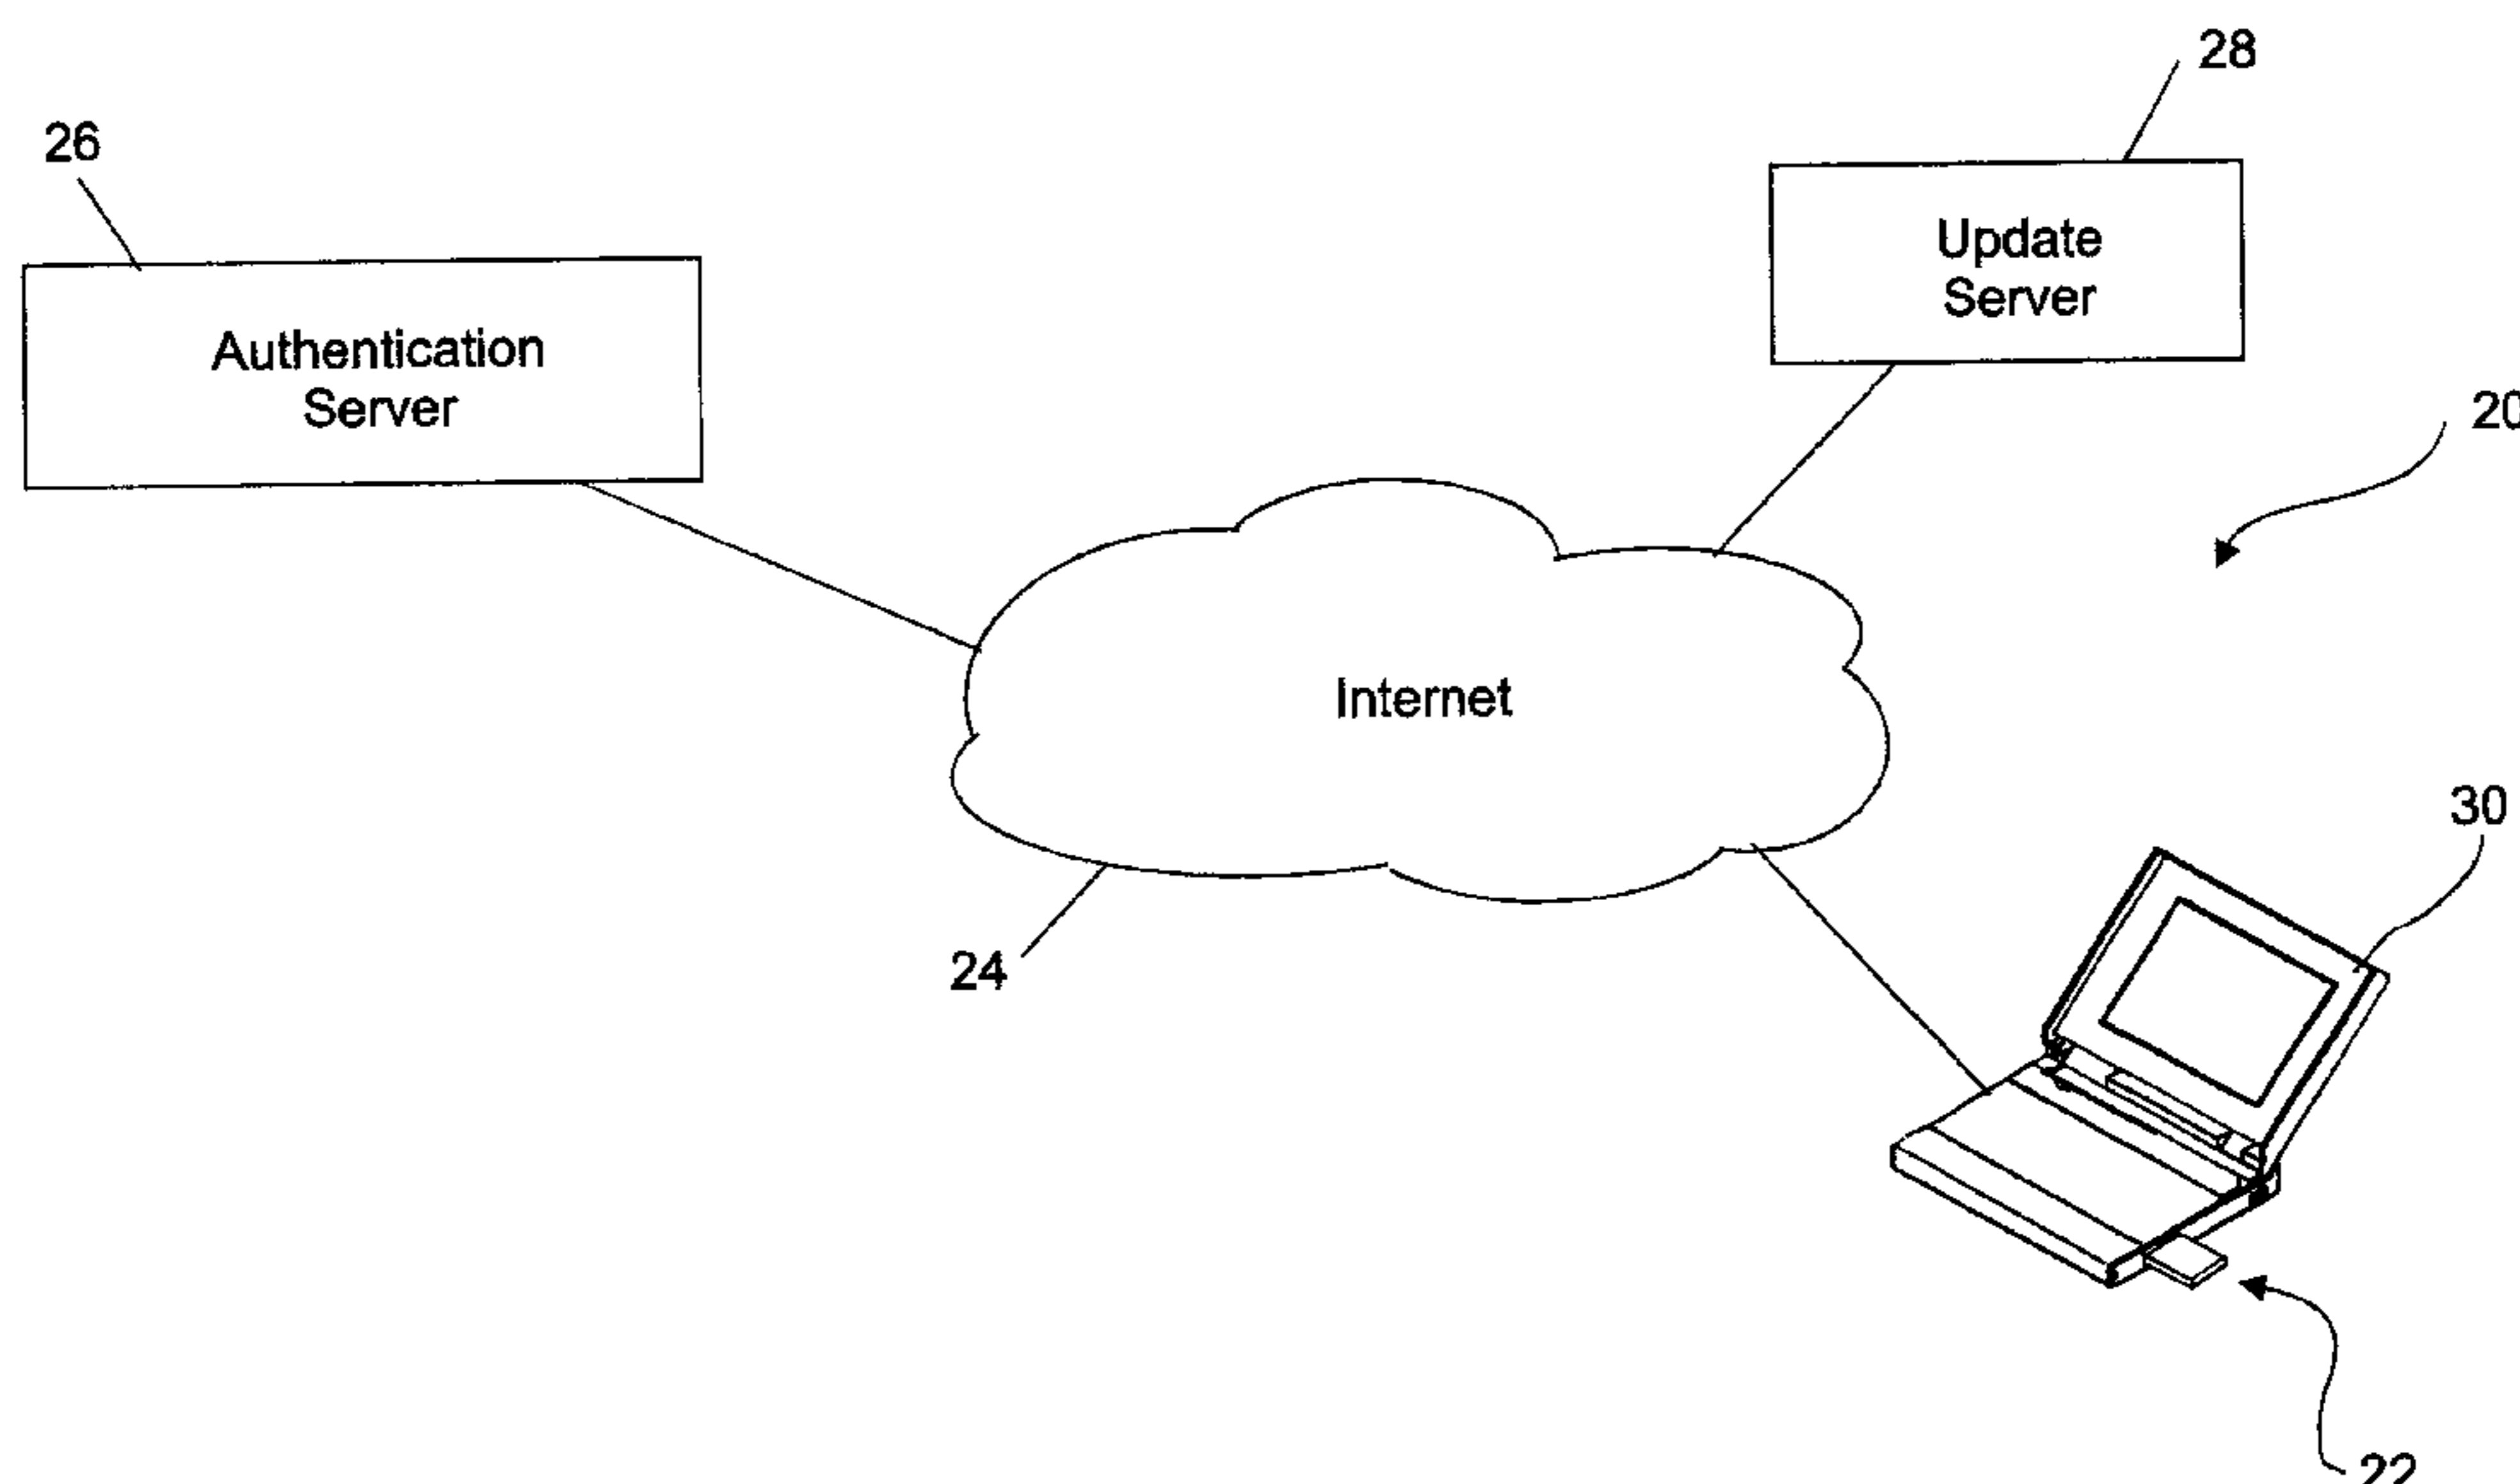 28
26
Update
Server
Authentication
Server
20
Internet
30
24
22